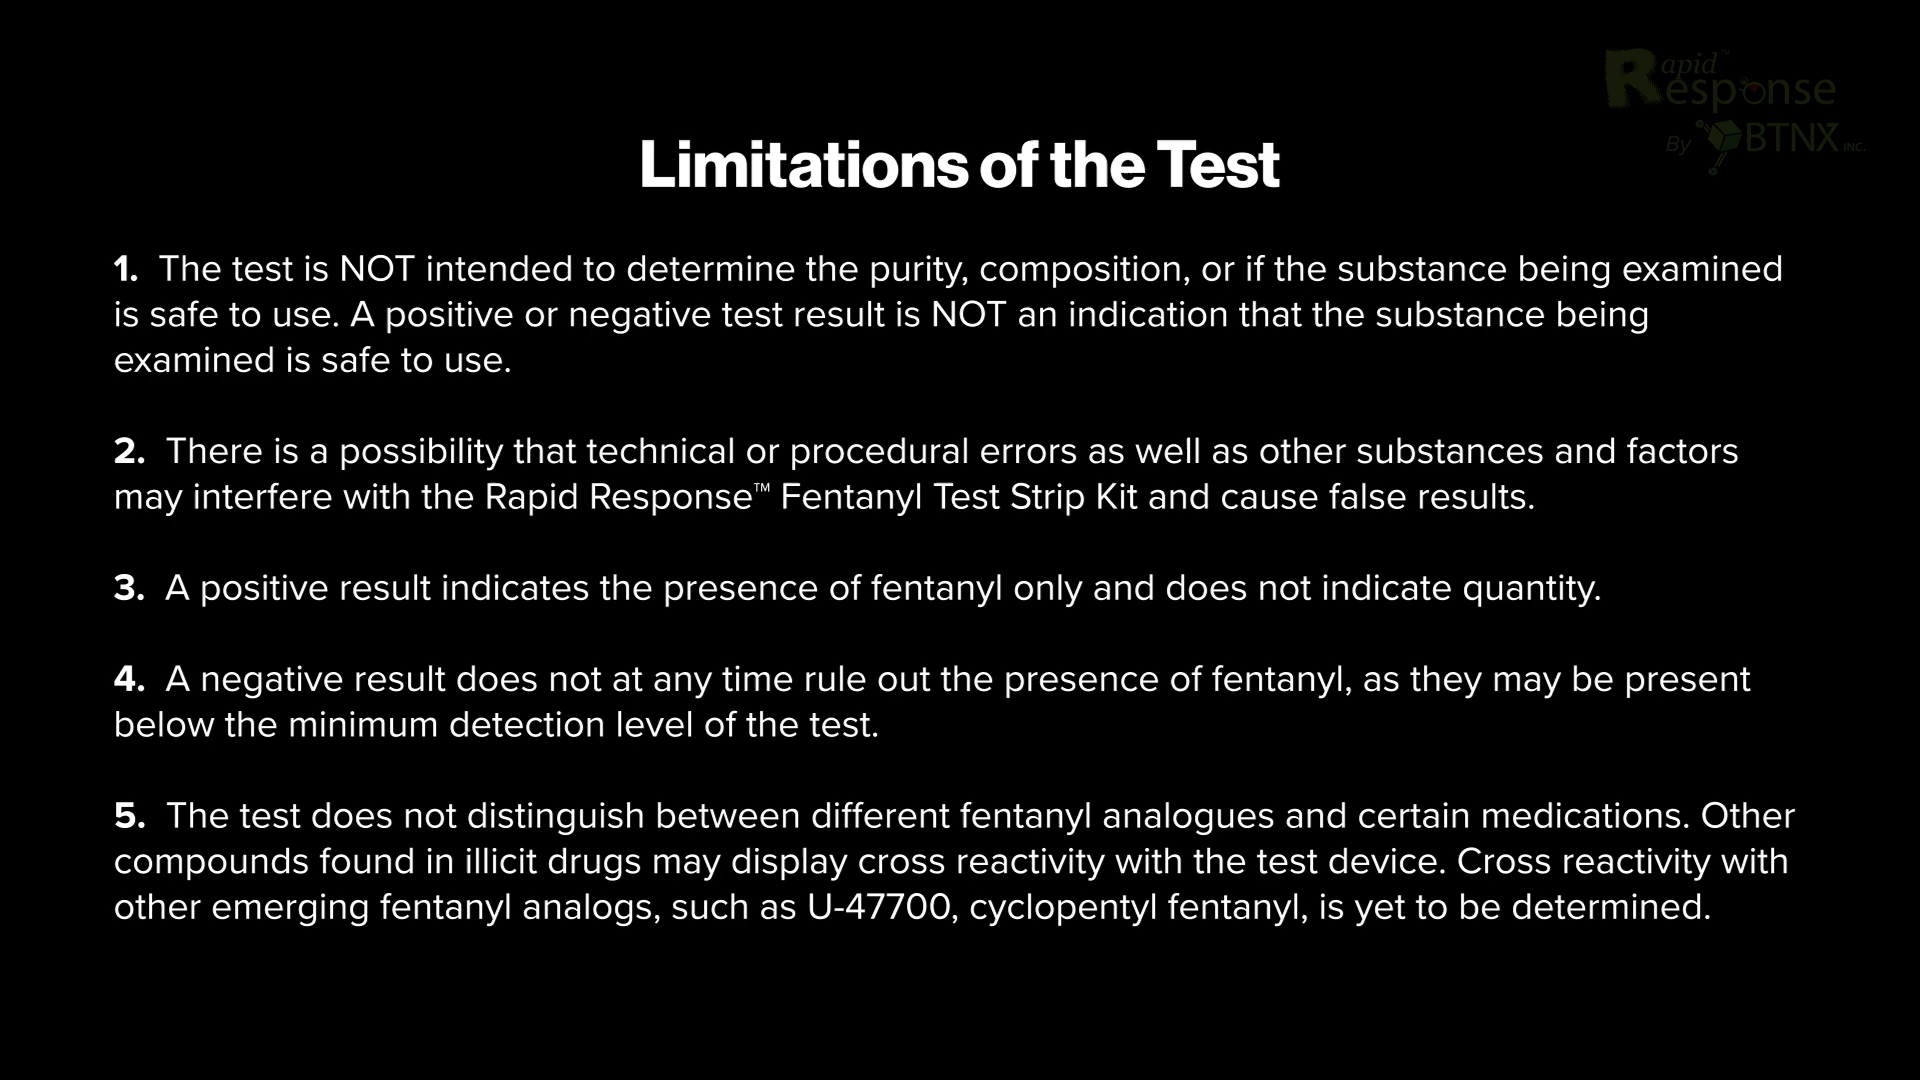 Rapid Response™
By BTNX INC.
Limitations of the Test
1. The test is NOT intended to determine the purity, composition, or if the substance being examined
is safe to use. A positive or negative test result is NOT an indication that the substance being
examined is safe to use.
2. There is a possibility that technical or procedural errors as well as other substances and factors
may interfere with the Rapid Response™ Fentanyl Test Strip Kit and cause false results.
3. A positive result indicates the presence of fentanyl only and does not indicate quantity.
4. A negative result does not at any time rule out the presence of fentanyl, as they may be present
below the minimum detection level of the test.
5. The test does not distinguish between different fentanyl analogues and certain medications. Other
compounds found in illicit drugs may display cross reactivity with the test device. Cross reactivity with
other emerging fentanyl analogs, such as U-47700, cyclopentyl fentanyl, is yet to be determined.